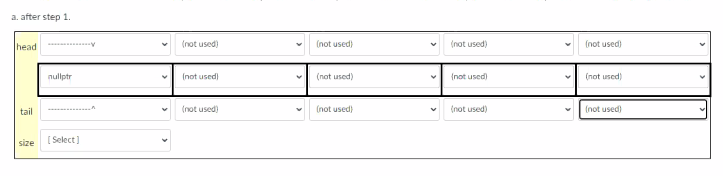 a. after step 1.
head --------------v (not used) (not used) (not used) (not used)
nullptr (not used) (not used) (not used) (not used)
tail --------------^ (not used) (not used) (not used) (not used)
size [ Select ]